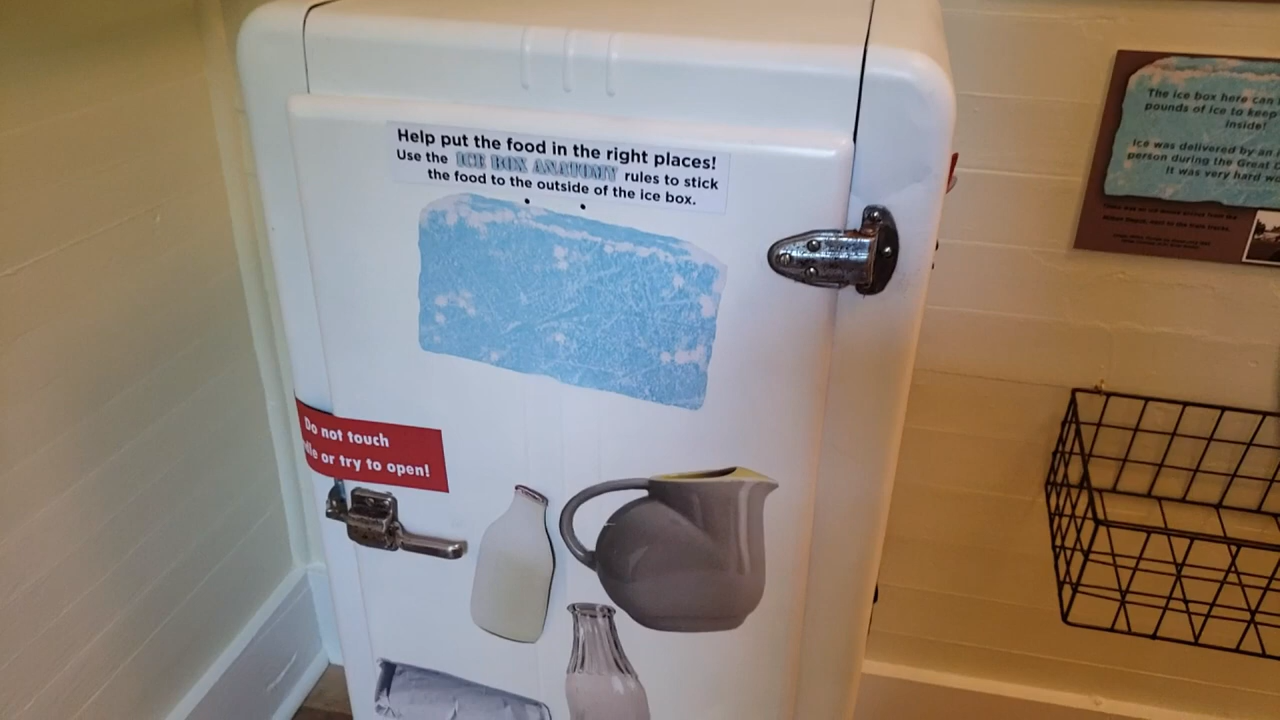 Help put the food in the right places!
Use the ICE BOX ANATOMY rules to stick
the food to the outside of the ice box.
Do not touch
or try to open!
The ice box here can
pounds of ice to keep
inside!
Ice was delivered by an
person during the Great
It was very hard